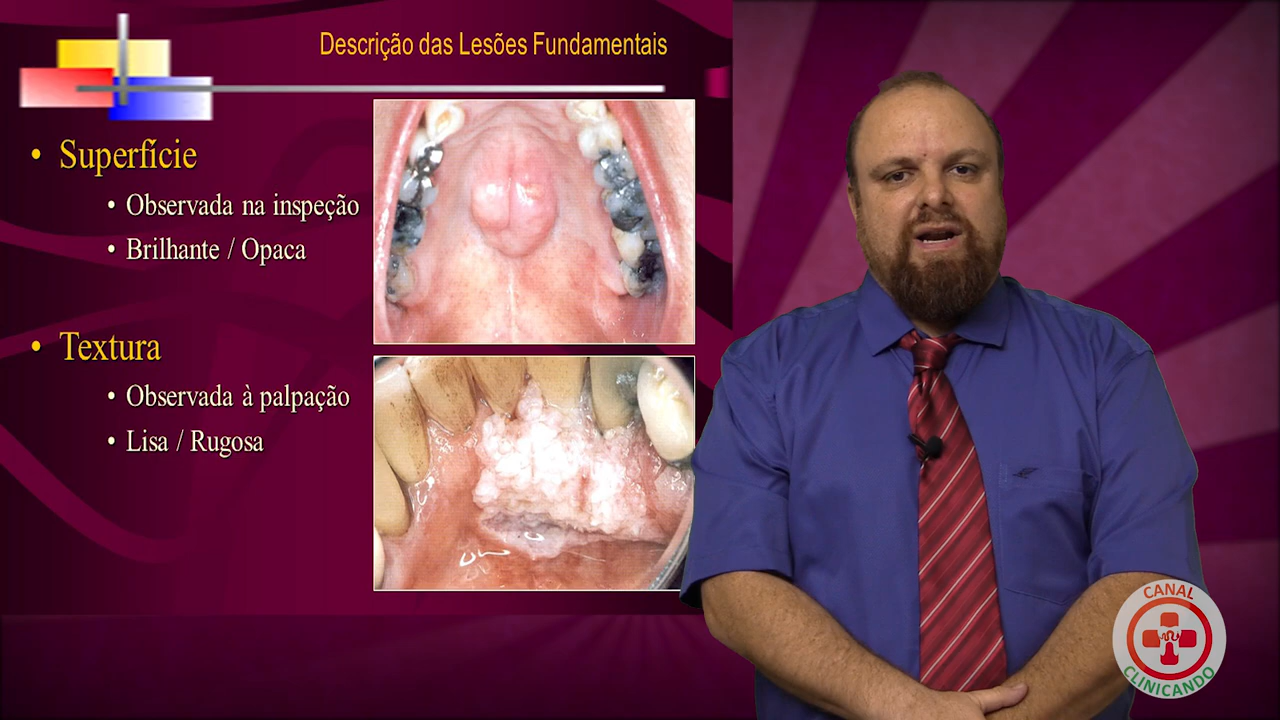 Descrição das Lesões Fundamentais
• Superfície
• Observada na inspeção
• Brilhante / Opaca
• Textura
• Observada à palpação
• Lisa / Rugosa
CANAL
CLINICANDO